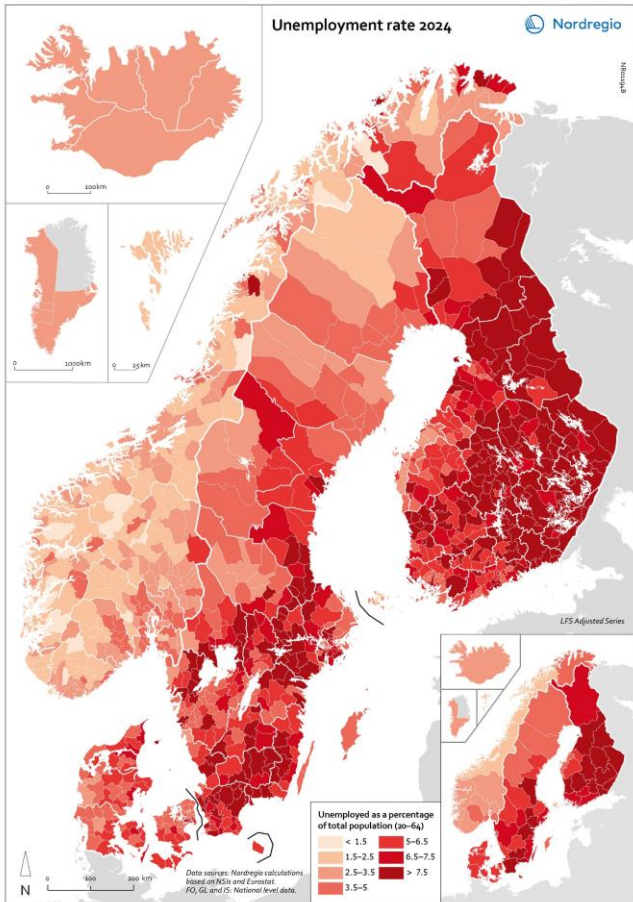 Unemployment rate 2024
Nordregio
NR02194B
0 100km
0 1000km
0 25km
LFS Adjusted Series
Unemployed as a percentage
of total population (20–64)
< 1.5
1.5–2.5
2.5–3.5
3.5–5
5–6.5
6.5–7.5
> 7.5
N
0 200 km
Data sources: Nordregio calculations
based on NSIs and Eurostat.
FO, GL and IS: National level data.